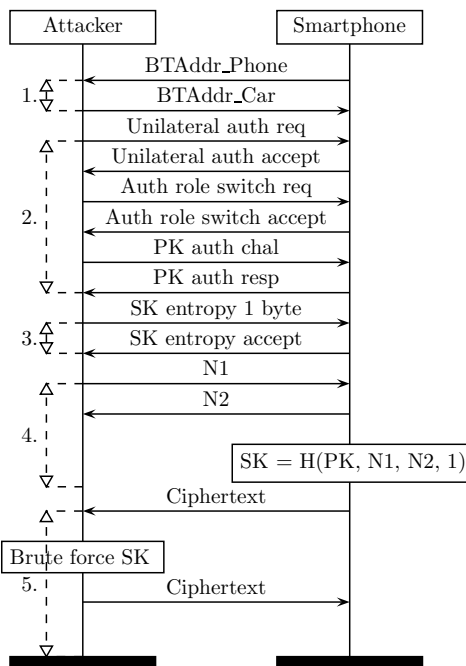 Attacker Smartphone
BTAddr_Phone
1.
BTAddr_Car
Unilateral auth req
Unilateral auth accept
Auth role switch req
2.
Auth role switch accept
PK auth chal
PK auth resp
SK entropy 1 byte
3.
SK entropy accept
N1
N2
4.
SK = H(PK, N1, N2, 1)
Ciphertext
Brute force SK
5.
Ciphertext